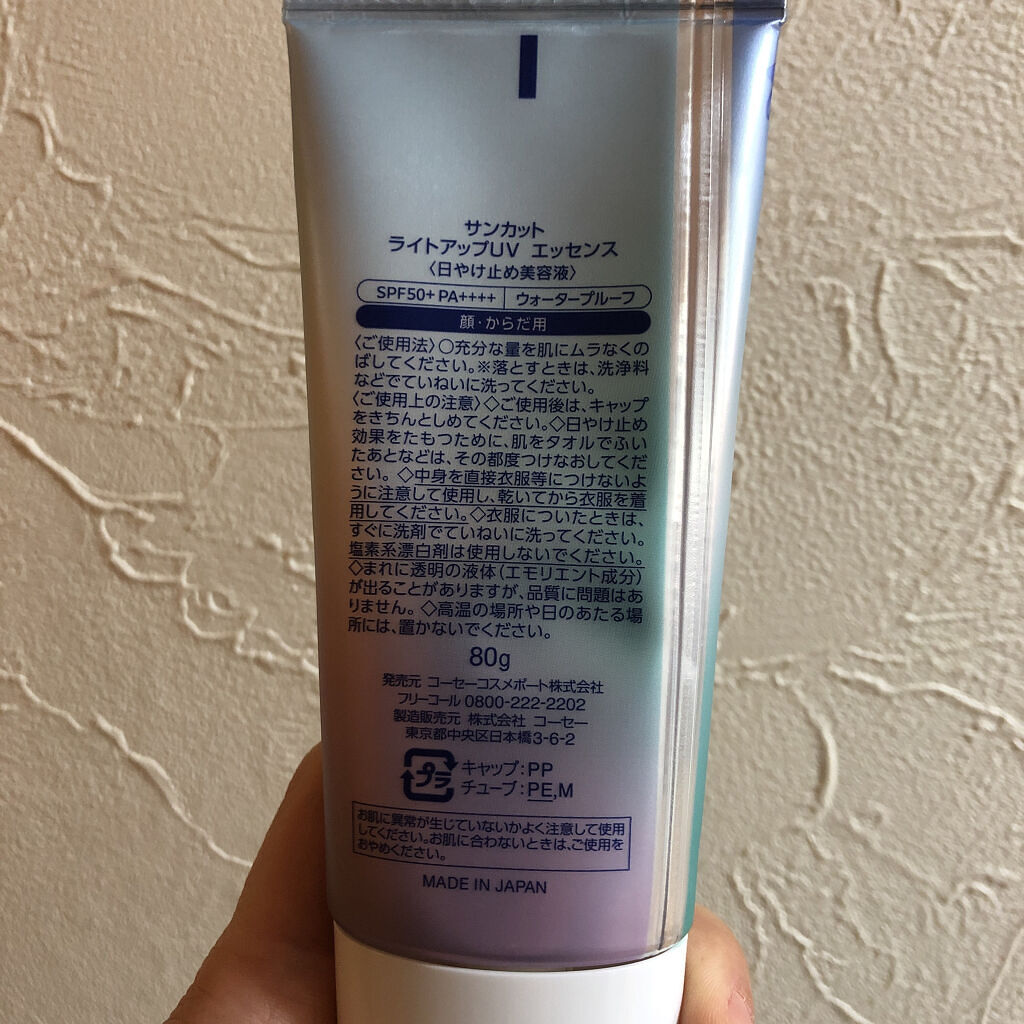 サンカット
ライトアップUV エッセンス
〈日やけ止め美容液〉
SPF50+ PA++++ ウォータープルーフ
顔・からだ用
〈ご使用法〉○充分な量を肌にムラなくの
ばしてください。※落とすときは、洗浄料
などでていねいに洗ってください。
〈ご使用上の注意〉◇ご使用後は、キャップ
をきちんとしめてください。◇日やけ止め
効果をたもつために、肌をタオルでふい
たあとなどは、その都度つけなおしてくだ
さい。◇中身を直接衣服等につけないよ
うに注意して使用し、乾いてから衣服を着
用してください。◇衣服についたときは、
すぐに洗剤でていねいに洗ってください。
塩素系漂白剤は使用しないでください。
◇まれに透明の液体（エモリエント成分）
が出ることがありますが、品質に問題はあ
りません。◇高温の場所や日のあたる場
所には、置かないでください。
80g
発売元 コーセーコスメポート株式会社
フリーコール 0800-222-2202
製造販売元 株式会社 コーセー
東京都中央区日本橋3-6-2
プラ キャップ:PP
チューブ:PE,M
お肌に異常が生じていないかよく注意して使用
してください。お肌に合わないときは、ご使用を
おやめください。
MADE IN JAPAN